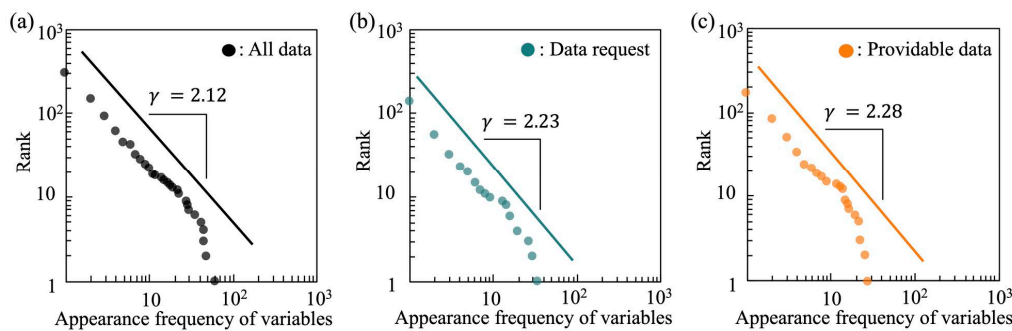 (a)
10³
● : All data
γ = 2.12
10²
Rank
10
1
10
10²
10³
Appearance frequency of variables
(b)
10³
● : Data request
γ = 2.23
10²
Rank
10
1
10
10²
10³
Appearance frequency of variables
(c)
10³
● : Providable data
γ = 2.28
10²
Rank
10
1
10
10²
10³
Appearance frequency of variables